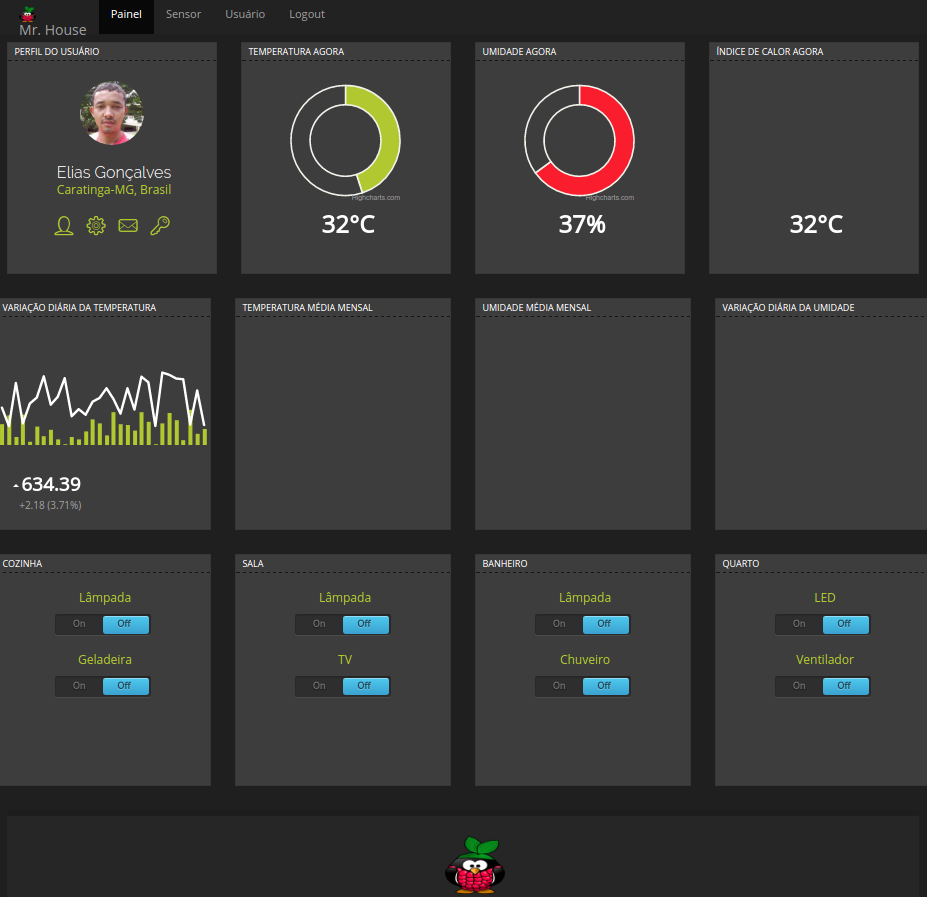 Mr. House
Painel
Sensor
Usuário
Logout
PERFIL DO USUÁRIO
Elias Gonçalves
Caratinga-MG, Brasil
TEMPERATURA AGORA
Highcharts.com
32°C
UMIDADE AGORA
Highcharts.com
37%
ÍNDICE DE CALOR AGORA
32°C
VARIAÇÃO DIÁRIA DA TEMPERATURA
634.39
+2.18 (3.71%)
TEMPERATURA MÉDIA MENSAL
UMIDADE MÉDIA MENSAL
VARIAÇÃO DIÁRIA DA UMIDADE
COZINHA
Lâmpada
On Off
Geladeira
On Off
SALA
Lâmpada
On Off
TV
On Off
BANHEIRO
Lâmpada
On Off
Chuveiro
On Off
QUARTO
LED
On Off
Ventilador
On Off